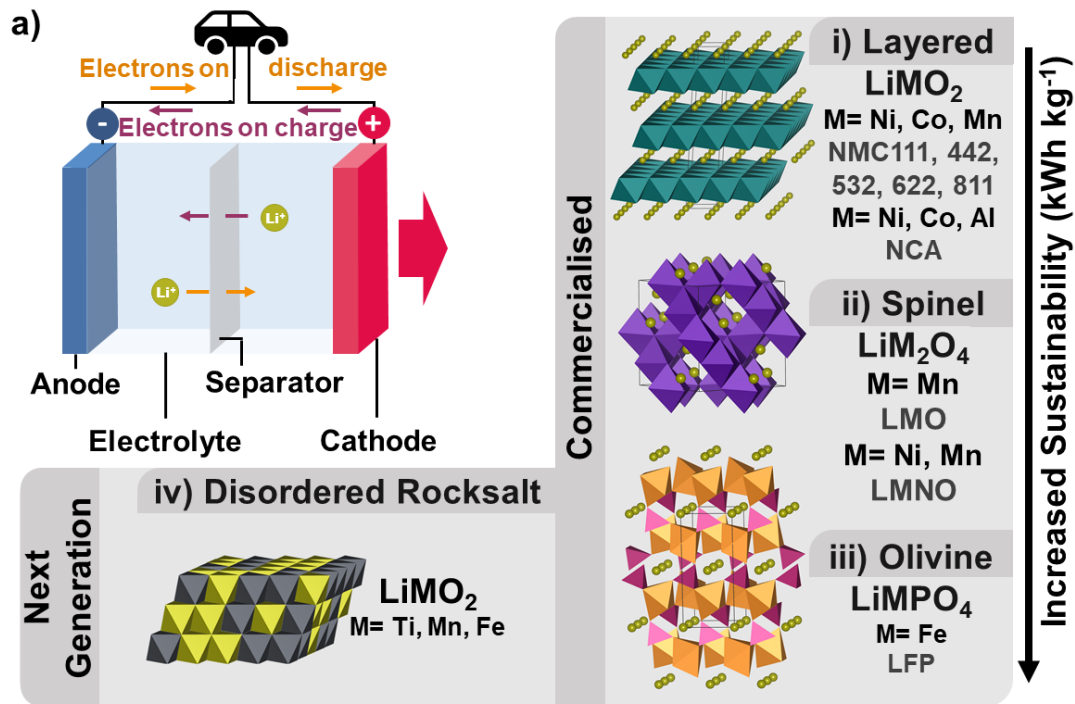 a)
Electrons on discharge
Electrons on charge
-
+
Li⁺
Li⁺
Anode
Separator
Electrolyte
Cathode
Commercialised
i) Layered
LiMO₂
M= Ni, Co, Mn
NMC111, 442,
532, 622, 811
M= Ni, Co, Al
NCA
ii) Spinel
LiM₂O₄
M= Mn
LMO
M= Ni, Mn
LMNO
iii) Olivine
LiMPO₄
M= Fe
LFP
Increased Sustainability (kWh kg⁻¹)
Next
Generation
iv) Disordered Rocksalt
LiMO₂
M= Ti, Mn, Fe